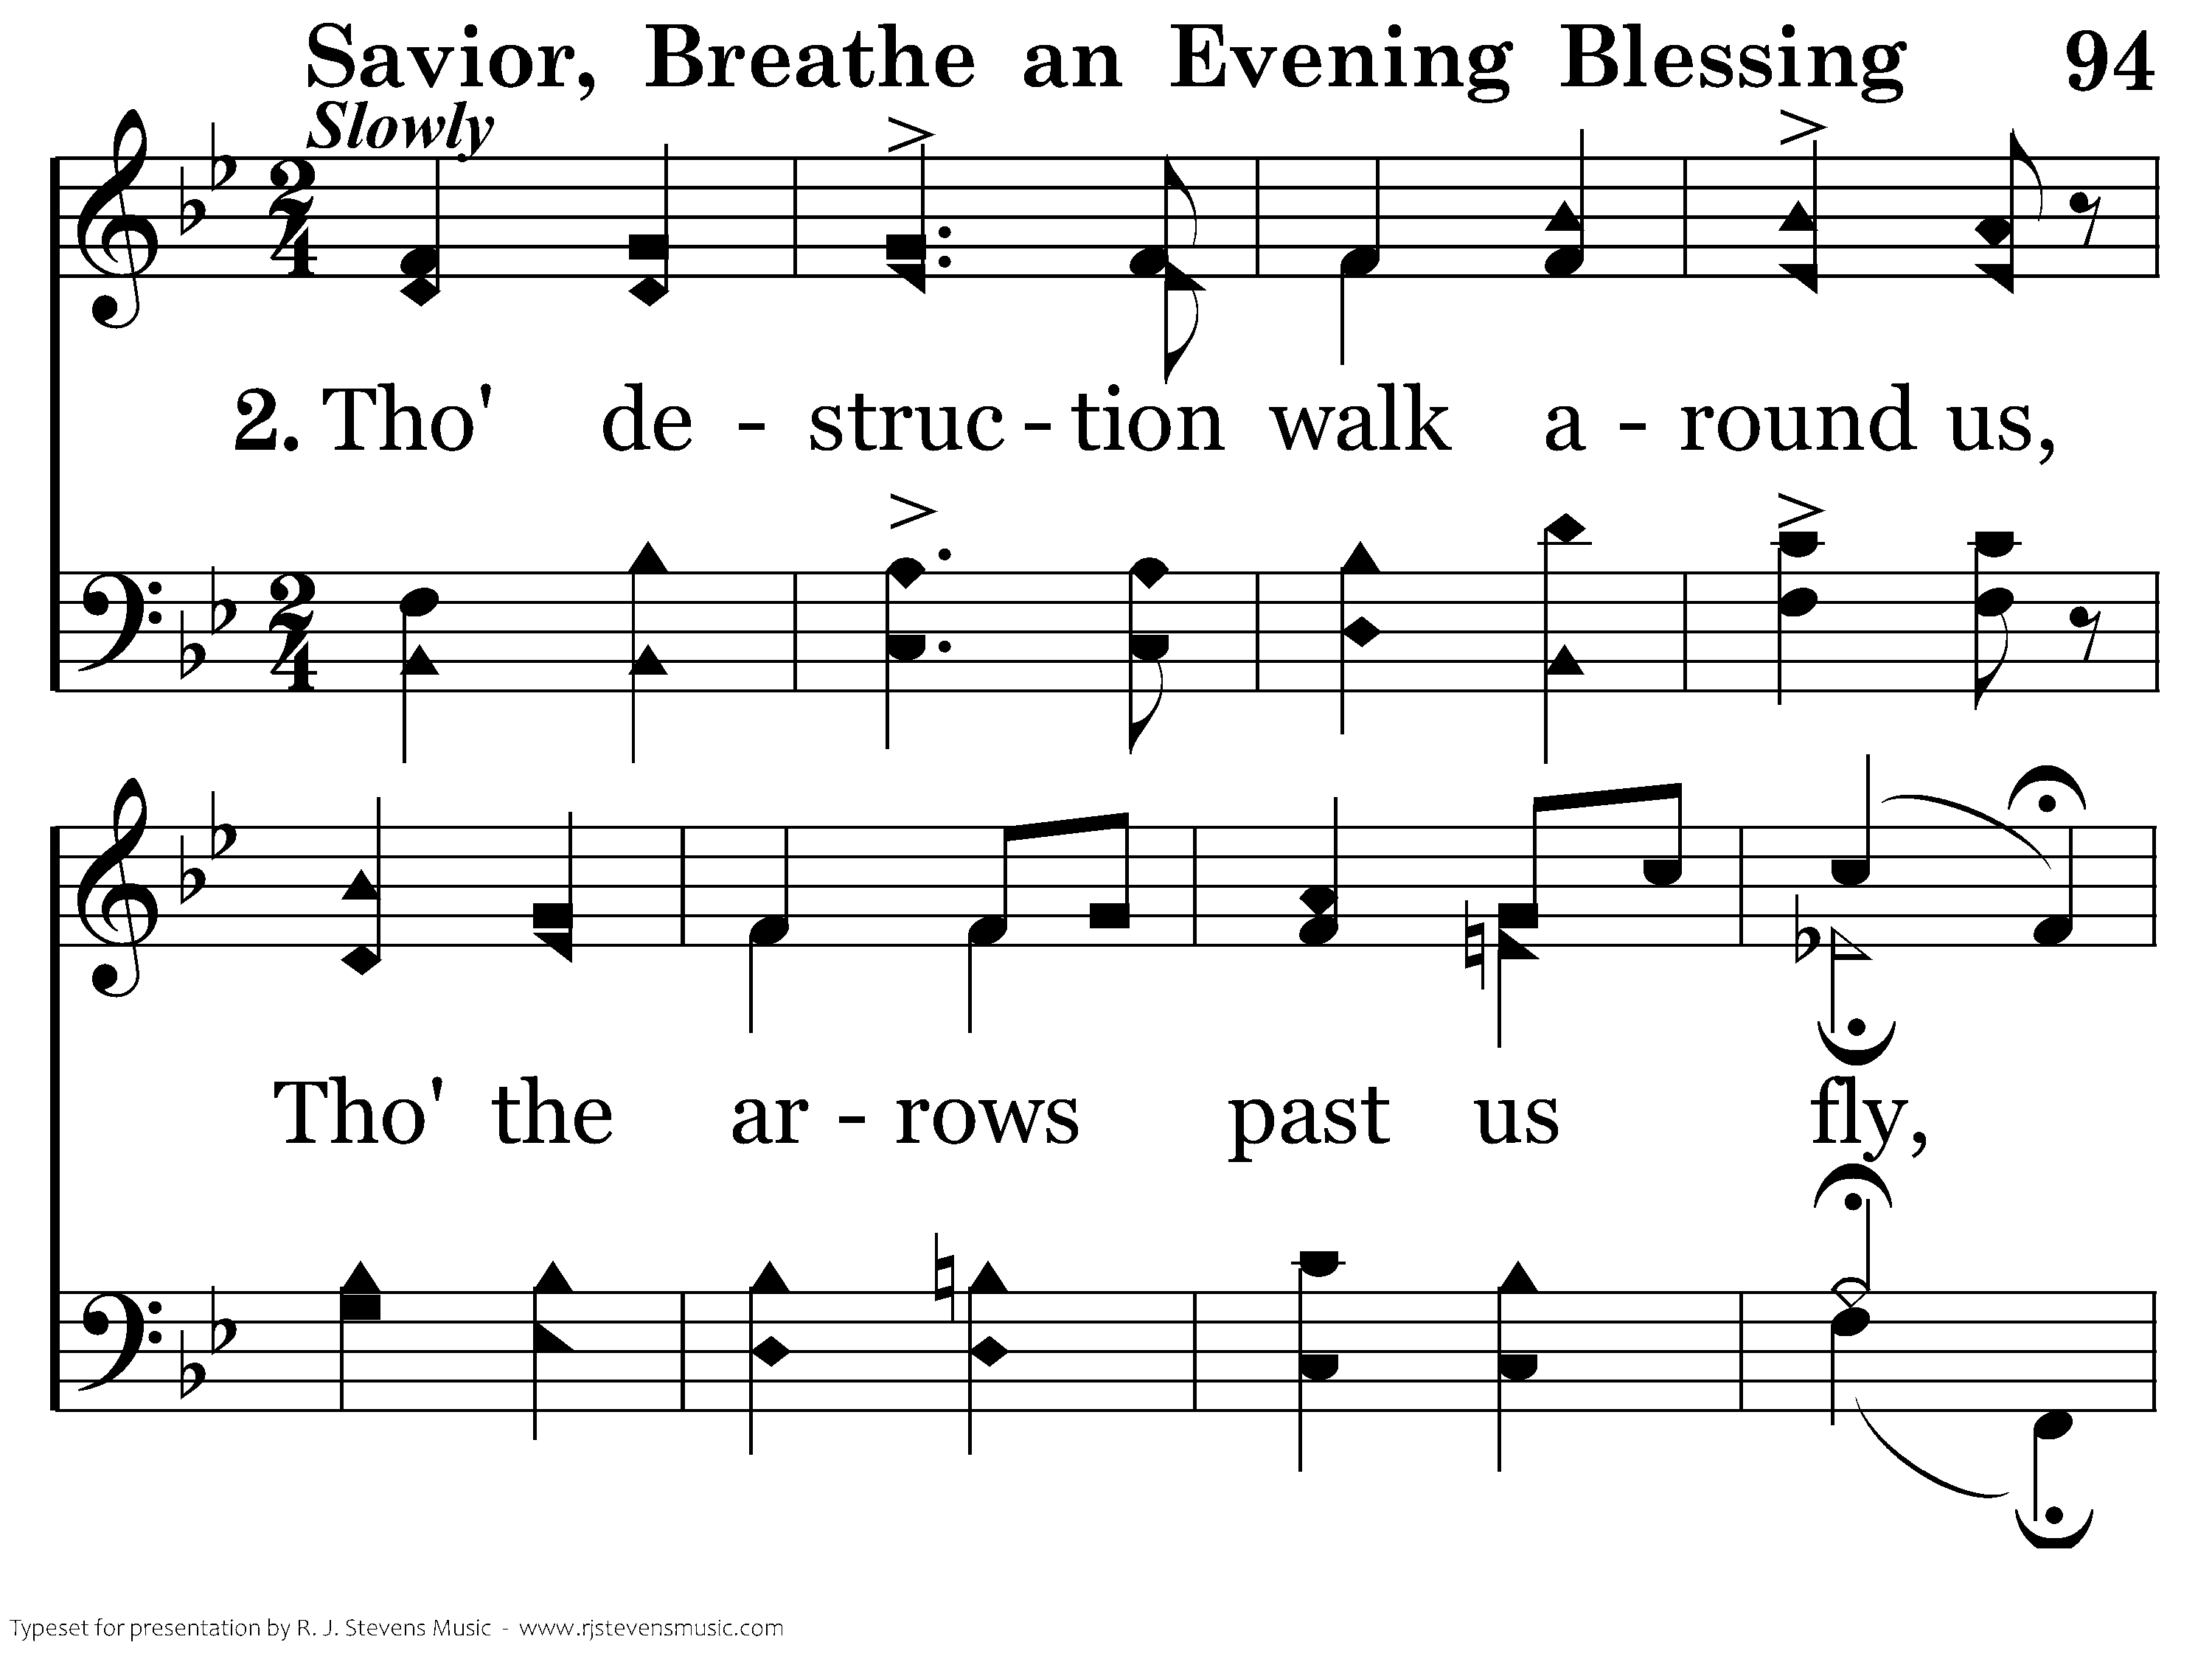 Savior, Breathe an Evening Blessing 94
Slowly
2. Tho' de - struc - tion walk a - round us,
Tho' the ar - rows past us fly,
Typeset for presentation by R. J. Stevens Music - www.rjstevensmusic.com